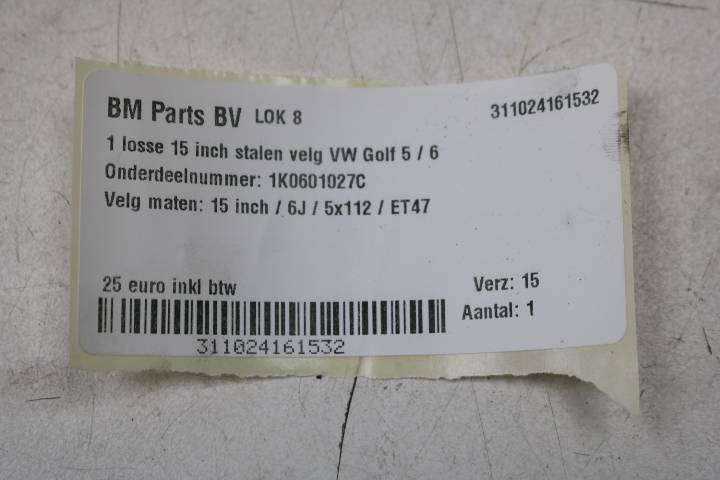 BM Parts BV LOK 8 311024161532
1 losse 15 inch stalen velg VW Golf 5 / 6
Onderdeelnummer: 1K0601027C
Velg maten: 15 inch / 6J / 5x112 / ET47
25 euro inkl btw Verz: 15
Aantal: 1
311024161532